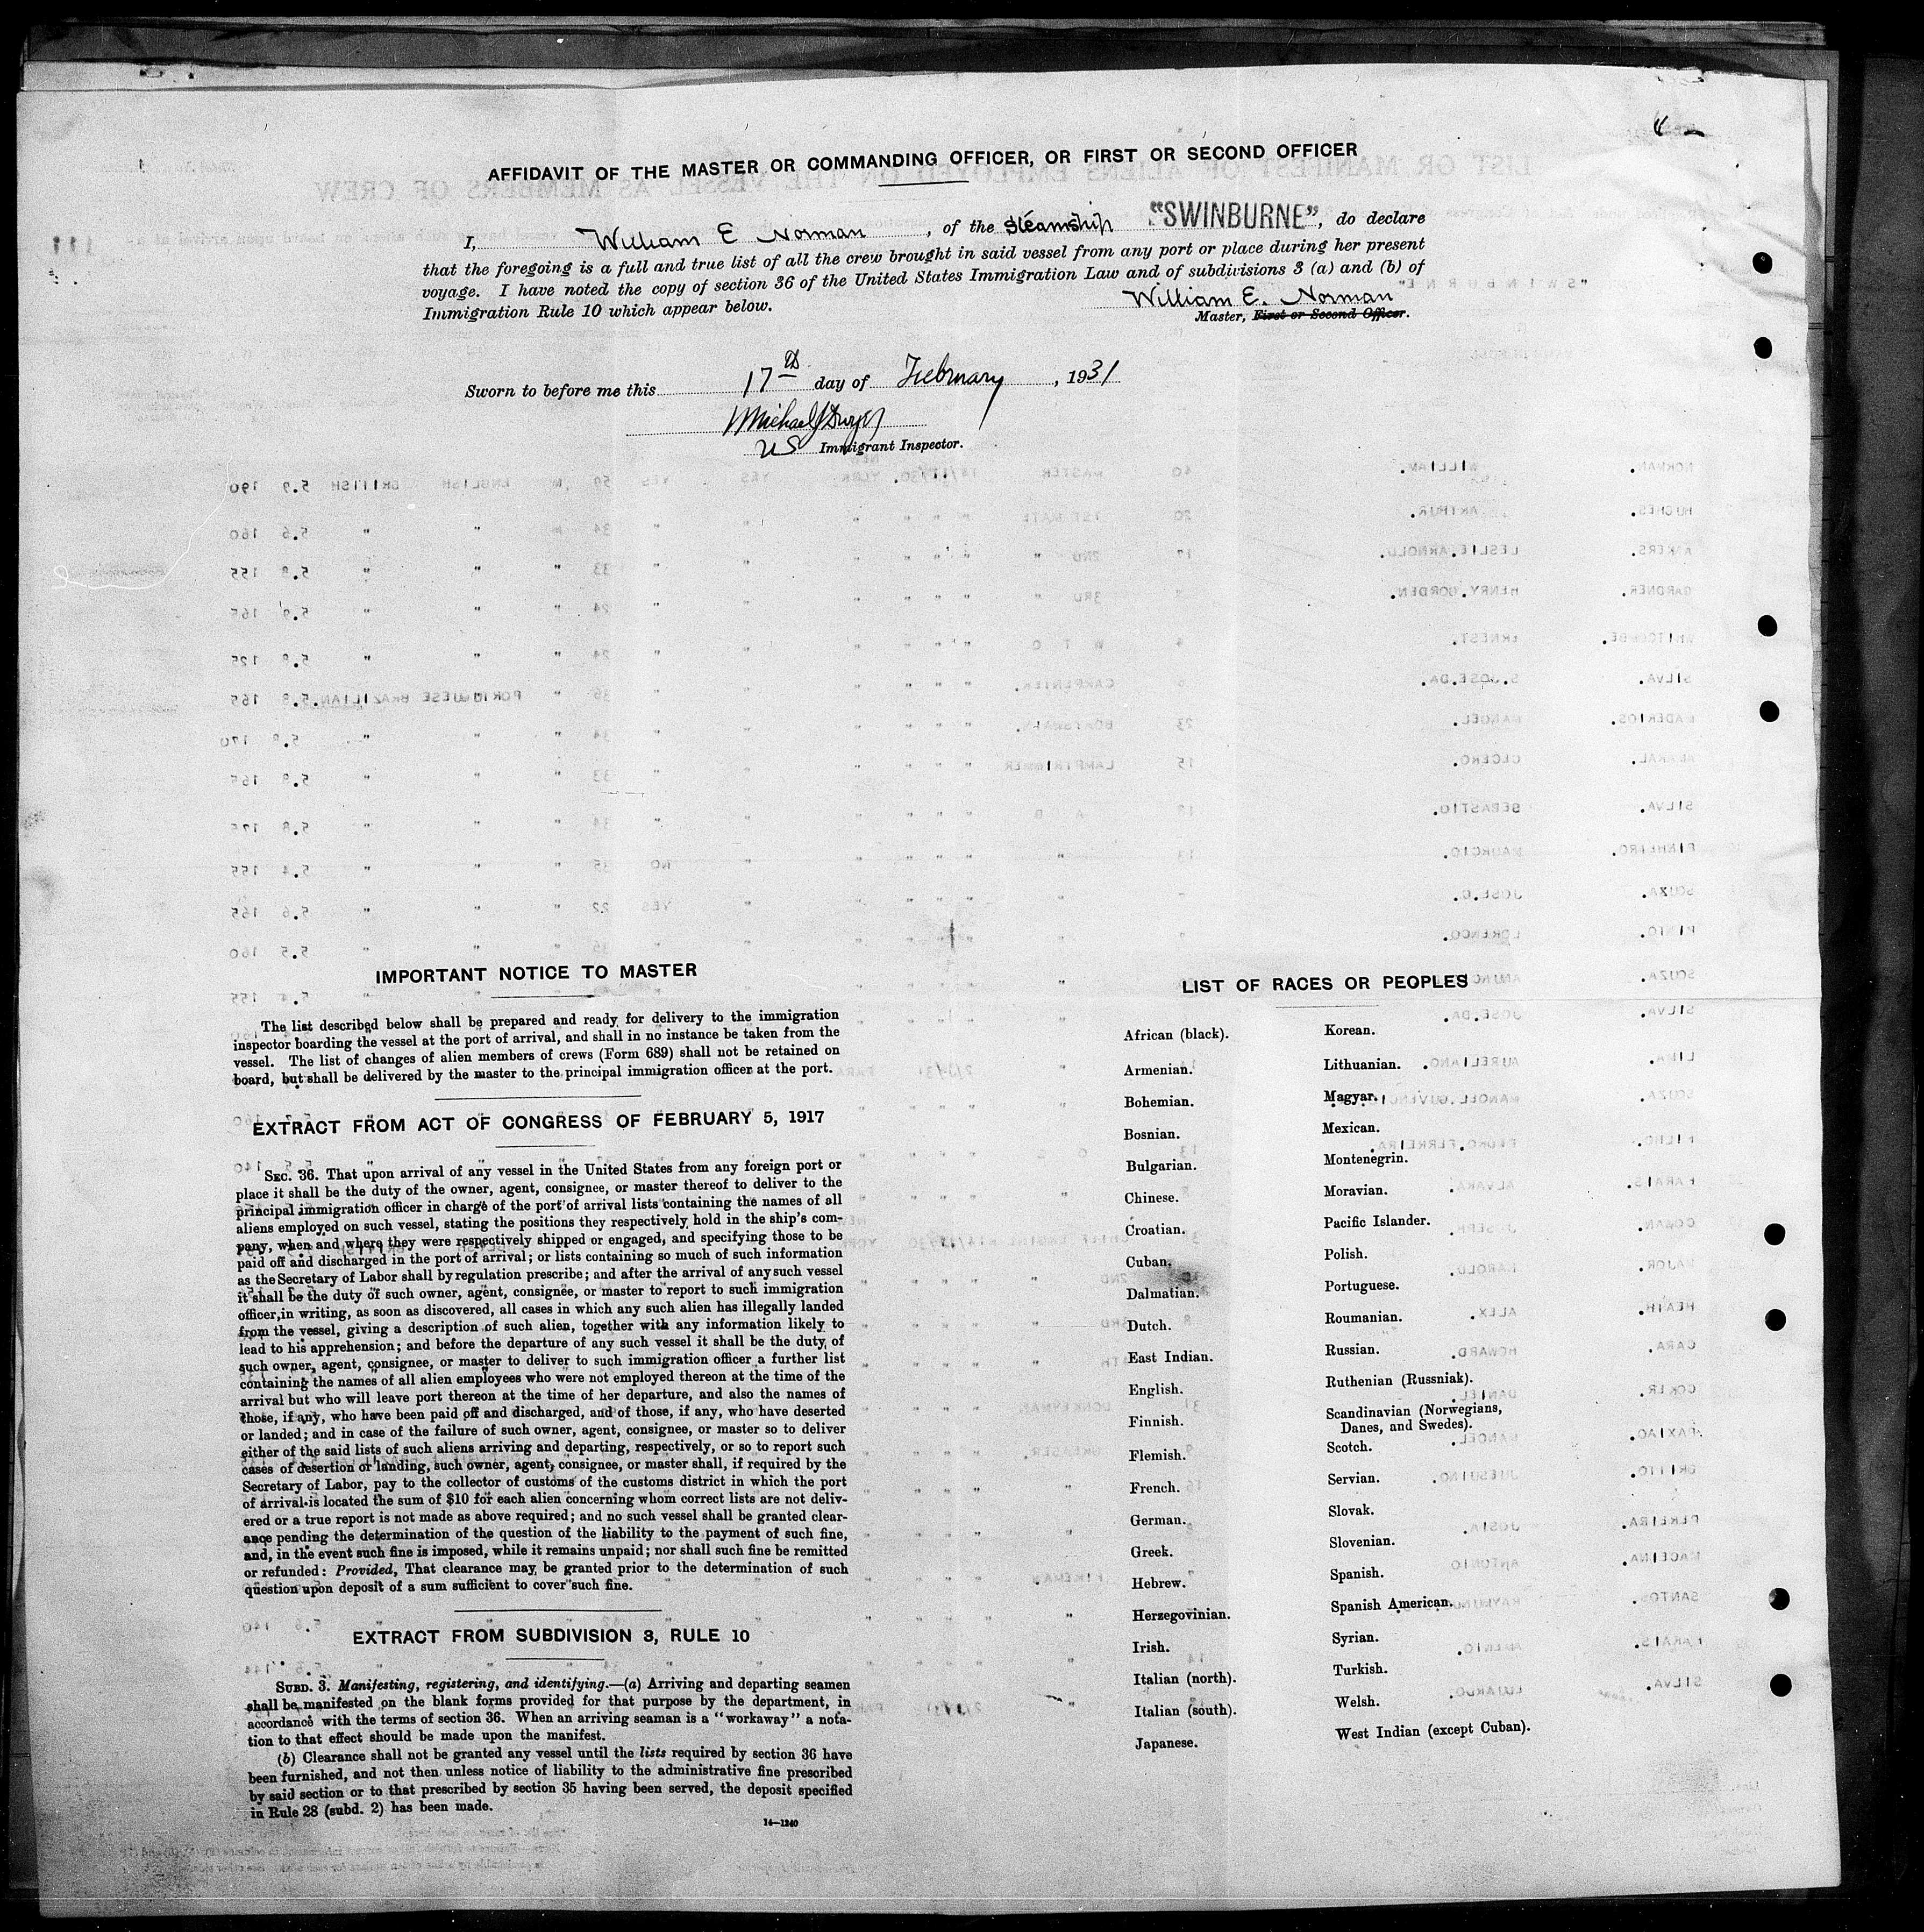 AFFIDAVIT OF THE MASTER OR COMMANDING OFFICER, OR FIRST OR SECOND OFFICER
I, William E Norman, of the Steamship "SWINBURNE", do declare
that the foregoing is a full and true list of all the crew brought in said vessel from any port or place during her present
voyage. I have noted the copy of section 36 of the United States Immigration Law and of subdivisions 3 (a) and (b) of
Immigration Rule 10 which appear below.
William E. Norman
Master, First or Second Officer.
Sworn to before me this 17th day of February, 1931
Michael J Dwyer
US Immigrant Inspector.
IMPORTANT NOTICE TO MASTER
The list described below shall be prepared and ready for delivery to the immigration
inspector boarding the vessel at the port of arrival, and shall in no instance be taken from the
vessel. The list of changes of alien members of crews (Form 689) shall not be retained on
board, but shall be delivered by the master to the principal immigration officer at the port.
EXTRACT FROM ACT OF CONGRESS OF FEBRUARY 5, 1917
SEC. 36. That upon arrival of any vessel in the United States from any foreign port or
place it shall be the duty of the owner, agent, consignee, or master thereof to deliver to the
principal immigration officer in charge of the port of arrival lists containing the names of all
aliens employed on such vessel, stating the positions they respectively hold in the ship's com-
pany, when and where they were respectively shipped or engaged, and specifying those to be
paid off and discharged in the port of arrival; or lists containing so much of such information
as the Secretary of Labor shall by regulation prescribe; and after the arrival of any such vessel
it shall be the duty of such owner, agent, consignee, or master to report to such immigration
officer, in writing, as soon as discovered, all cases in which any such alien has illegally landed
from the vessel, giving a description of such alien, together with any information likely to
lead to his apprehension; and before the departure of any such vessel it shall be the duty of
such owner, agent, consignee, or master to deliver to such immigration officer a further list
containing the names of all alien employees who were not employed thereon at the time of the
arrival but who will leave port thereon at the time of her departure, and also the names of
those, if any, who have been paid off and discharged, and of those, if any, who have deserted
or landed; and in case of the failure of such owner, agent, consignee, or master so to deliver
either of the said lists of such aliens arriving and departing, respectively, or so to report such
cases of desertion or landing, such owner, agent, consignee, or master shall, if required by the
Secretary of Labor, pay to the collector of customs of the customs district in which the port
of arrival is located the sum of $10 for each alien concerning whom correct lists are not deliv-
ered or a true report is not made as above required; and no such vessel shall be granted clear-
ance pending the determination of the question of the liability to the payment of such fine,
and, in the event such fine is imposed, while it remains unpaid; nor shall such fine be remitted
or refunded: Provided, That clearance may be granted prior to the determination of such
question upon deposit of a sum sufficient to cover such fine.
EXTRACT FROM SUBDIVISION 3, RULE 10
SUBD. 3. Manifesting, registering, and identifying.—(a) Arriving and departing seamen
shall be manifested on the blank forms provided for that purpose by the department, in
accordance with the terms of section 36. When an arriving seaman is a "workaway" a nota-
tion to that effect should be made upon the manifest.
(b) Clearance shall not be granted any vessel until the lists required by section 36 have
been furnished, and not then unless notice of liability to the administrative fine prescribed
by said section or to that prescribed by section 35 having been served, the deposit specified
in Rule 28 (subd. 2) has been made.
14—1240
LIST OF RACES OR PEOPLES
African (black).
Armenian.
Bohemian.
Bosnian.
Bulgarian.
Chinese.
Croatian.
Cuban.
Dalmatian.
Dutch.
East Indian.
English.
Finnish.
Flemish.
French.
German.
Greek.
Hebrew.
Herzegovinian.
Irish.
Italian (north).
Italian (south).
Japanese.
Korean.
Lithuanian.
Magyar.
Mexican.
Montenegrin.
Moravian.
Pacific Islander.
Polish.
Portuguese.
Roumanian.
Russian.
Ruthenian (Russniak).
Scandinavian (Norwegians,
Danes, and Swedes).
Scotch.
Servian.
Slovak.
Slovenian.
Spanish.
Spanish American.
Syrian.
Turkish.
Welsh.
West Indian (except Cuban).